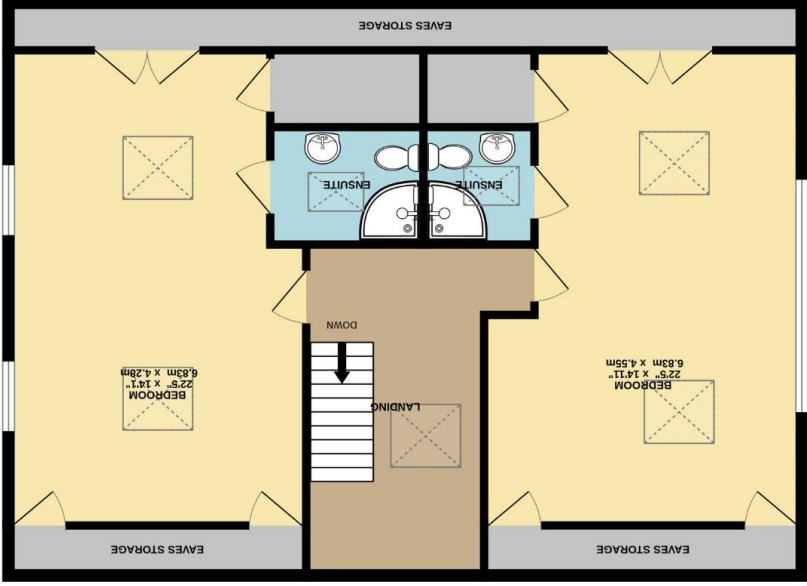 EAVES STORAGE
EAVES STORAGE
BEDROOM
22'5" x 14'11"
6.83m x 4.55m
LANDING
DOWN
BEDROOM
22'5" x 14'1"
6.83m x 4.28m
ENSUITE
ENSUITE
EAVES STORAGE